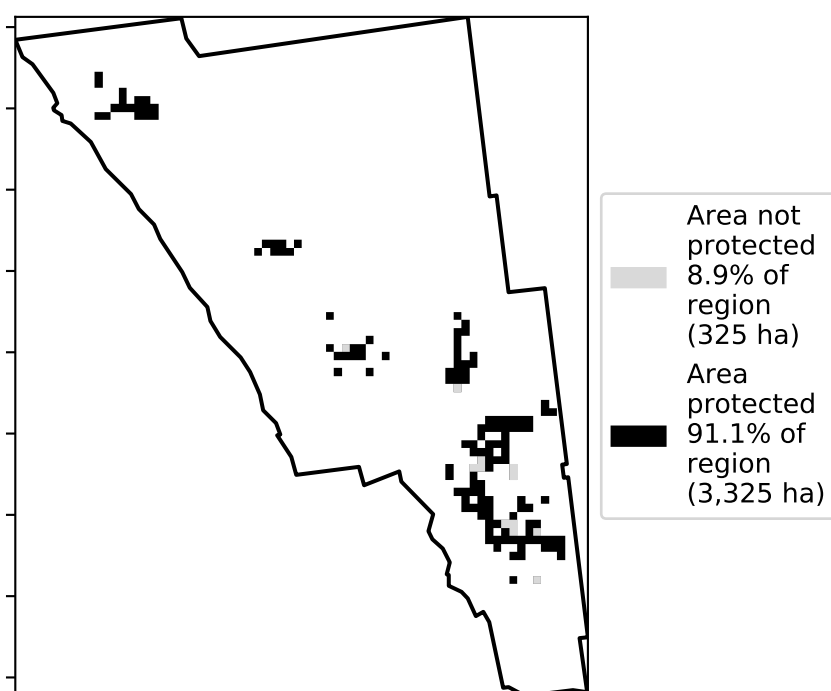 Area not
protected
8.9% of
region
(325 ha)
Area
protected
91.1% of
region
(3,325 ha)